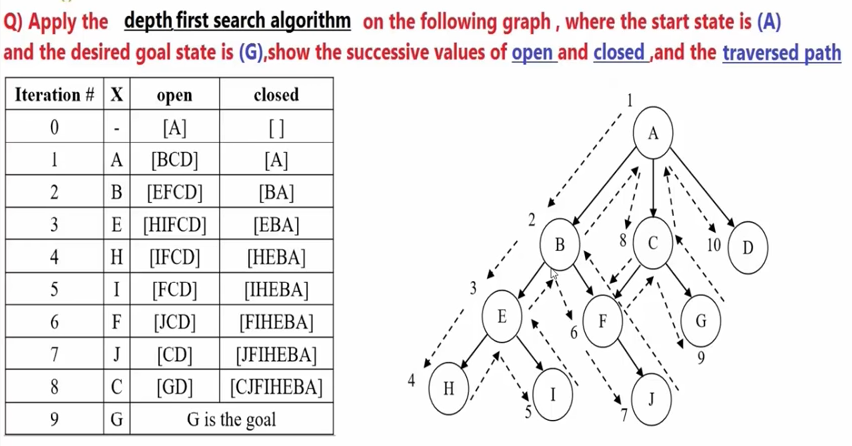 Q) Apply the depth first search algorithm on the following graph , where the start state is (A)
and the desired goal state is (G),show the successive values of open and closed ,and the traversed path
Iteration # X open closed
0 - [A] [ ]
1 A [BCD] [A]
2 B [EFCD] [BA]
3 E [HIFCD] [EBA]
4 H [IFCD] [HEBA]
5 I [FCD] [IHEBA]
6 F [JCD] [FIHEBA]
7 J [CD] [JFIHEBA]
8 C [GD] [CJFIHEBA]
9 G G is the goal
1
A
2
B
8
C
10
D
3
E
6
F
G
9
4
H
5
I
7
J